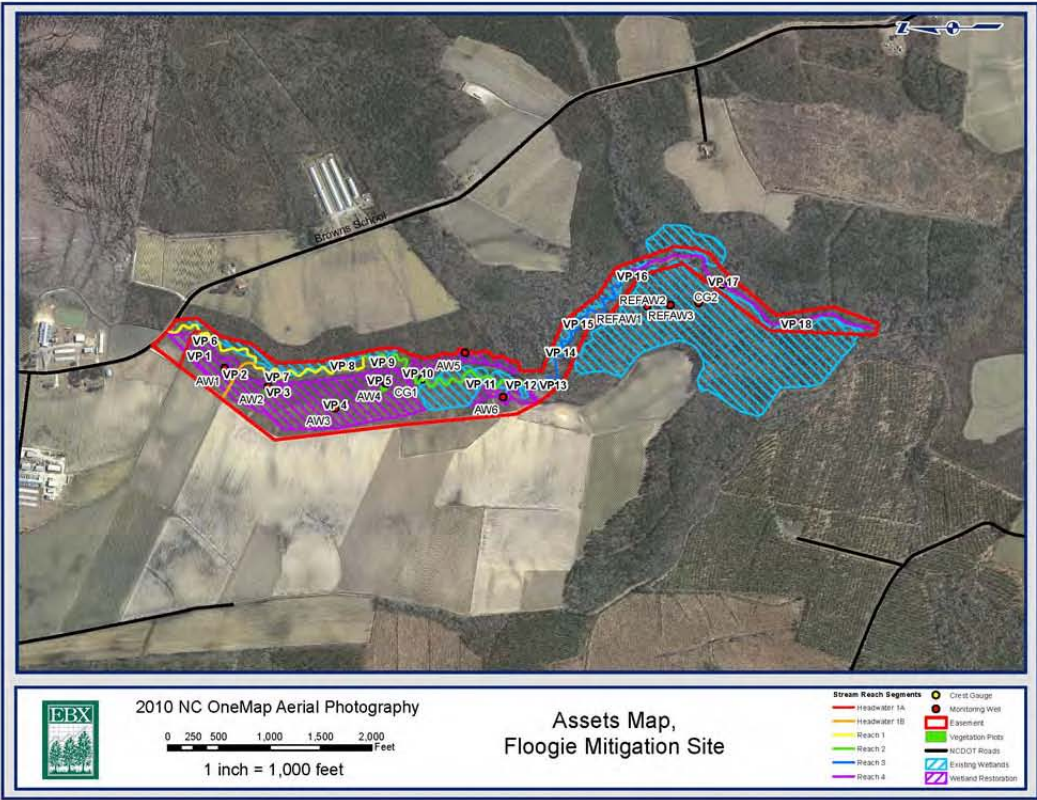 Z
Browns School
VP 16
VP 17
REFAW2
CG2
REFAW1
REFAW3
VP 15
VP 18
VP 6
VP 14
VP 1
VP 8
VP 9
AW5
VP 2
VP 7
VP 10
VP 5
VP 11
VP 12
VP13
AW1
VP 3
AW4
CG1
AW2
VP 4
AW6
AW3
EBX
2010 NC OneMap Aerial Photography
0 250 500 1,000 1,500 2,000
Feet
1 inch = 1,000 feet
Assets Map,
Floogie Mitigation Site
Stream Reach Segments
Headwater 1A
Headwater 1B
Reach 1
Reach 2
Reach 3
Reach 4
Crest Gauge
Monitoring Well
Easement
Vegetation Plots
NCDOT Roads
Existing Wetlands
Wetland Restoration